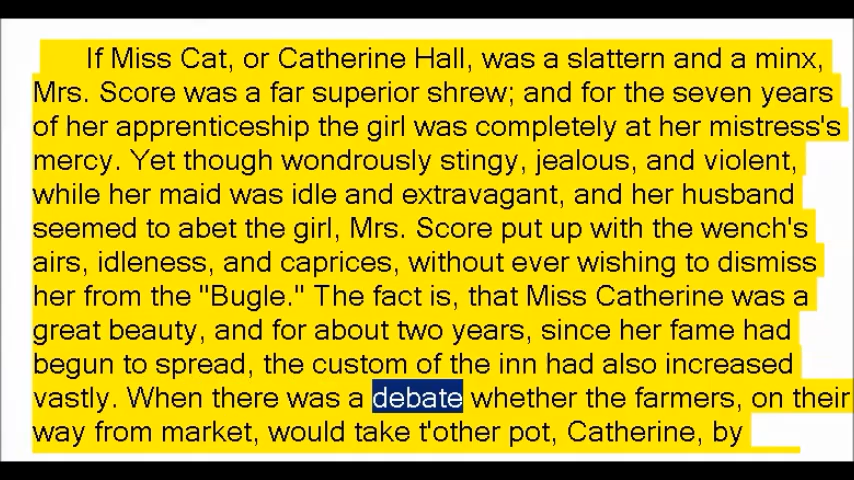 If Miss Cat, or Catherine Hall, was a slattern and a minx,
Mrs. Score was a far superior shrew; and for the seven years
of her apprenticeship the girl was completely at her mistress's
mercy. Yet though wondrously stingy, jealous, and violent,
while her maid was idle and extravagant, and her husband
seemed to abet the girl, Mrs. Score put up with the wench's
airs, idleness, and caprices, without ever wishing to dismiss
her from the "Bugle." The fact is, that Miss Catherine was a
great beauty, and for about two years, since her fame had
begun to spread, the custom of the inn had also increased
vastly. When there was a debate whether the farmers, on their
way from market, would take t'other pot, Catherine, by